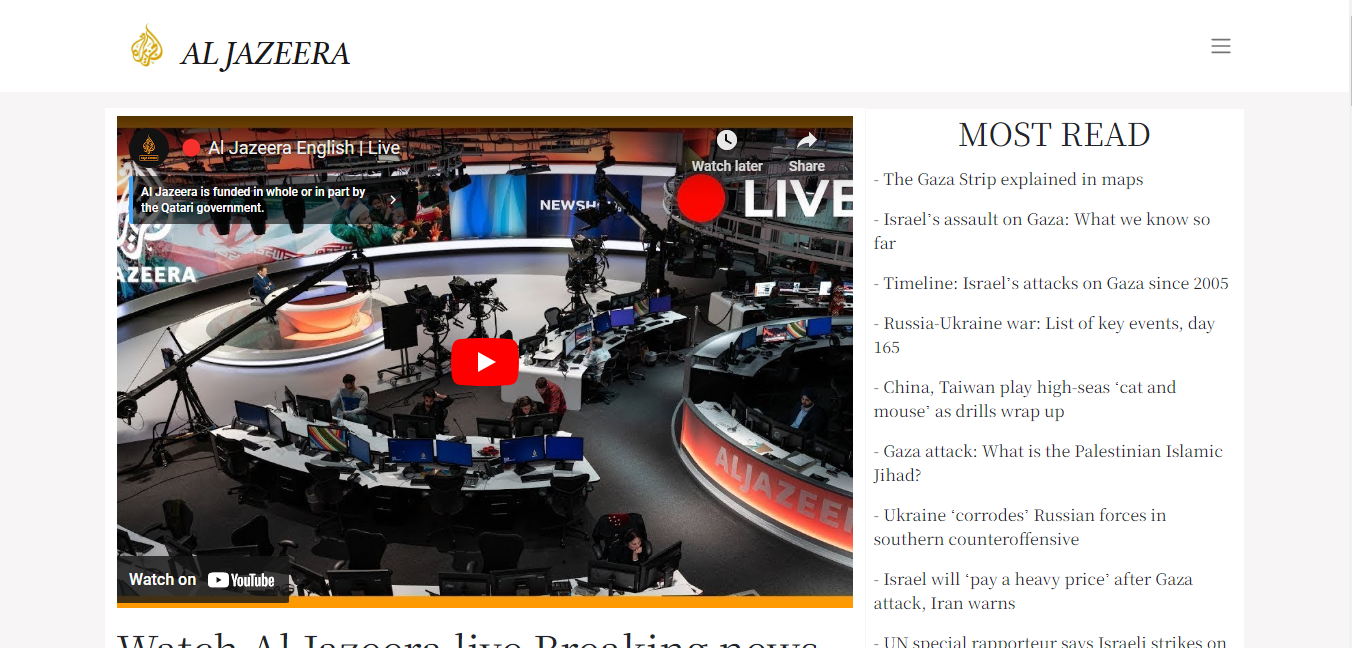 AL JAZEERA
Al Jazeera English | Live
Watch later
Share
Al Jazeera is funded in whole or in part by
the Qatari government.
NEWSH
LIVE
AZEERA
ALJAZEERA
Watch on YouTube
Watch Al Jazeera live Breaking news
MOST READ
- The Gaza Strip explained in maps
- Israel’s assault on Gaza: What we know so
far
- Timeline: Israel’s attacks on Gaza since 2005
- Russia-Ukraine war: List of key events, day
165
- China, Taiwan play high-seas ‘cat and
mouse’ as drills wrap up
- Gaza attack: What is the Palestinian Islamic
Jihad?
- Ukraine ‘corrodes’ Russian forces in
southern counteroffensive
- Israel will ‘pay a heavy price’ after Gaza
attack, Iran warns
- UN special rapporteur says Israeli strikes on